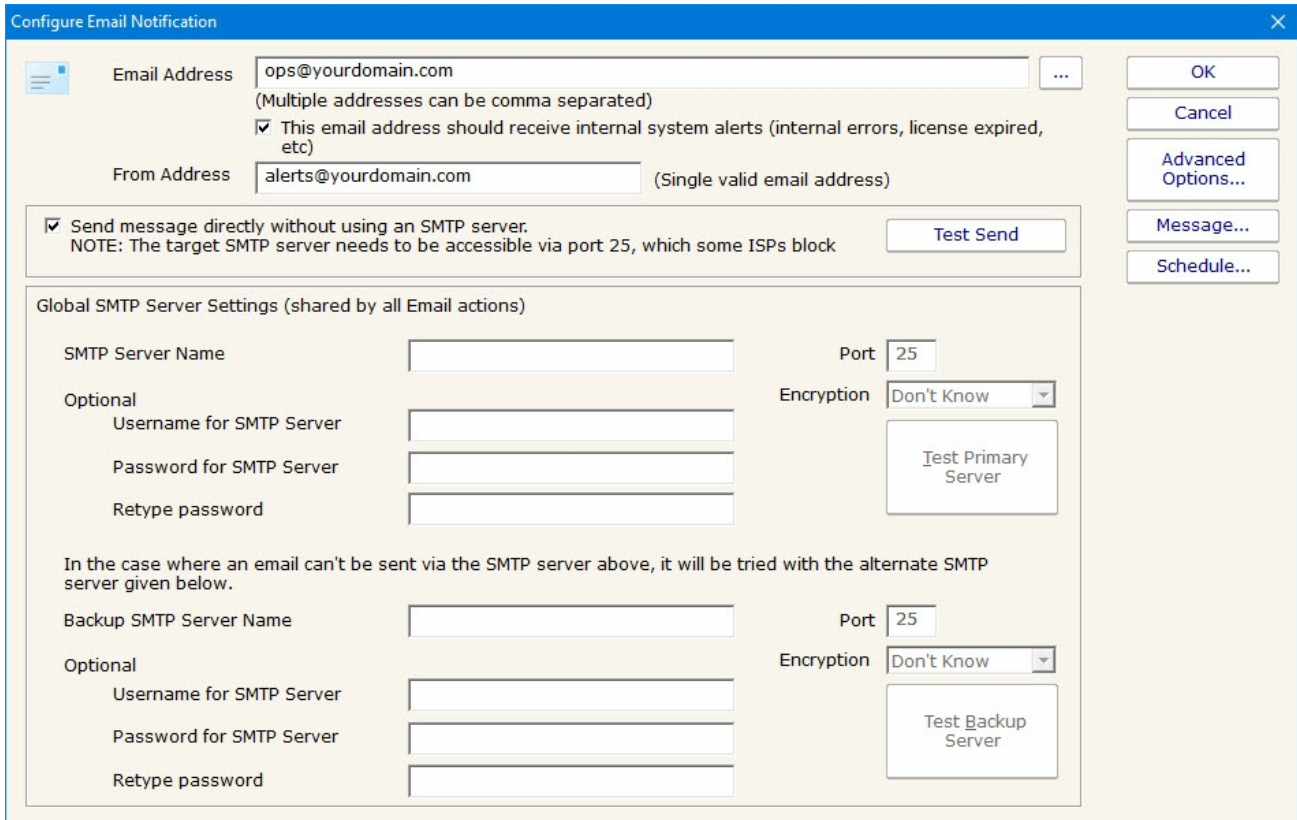 Configure Email Notification
Email Address
ops@yourdomain.com
...
OK
(Multiple addresses can be comma separated)
Cancel
This email address should receive internal system alerts (internal errors, license expired,
etc)
Advanced
Options...
From Address
alerts@yourdomain.com
(Single valid email address)
Send message directly without using an SMTP server.
NOTE: The target SMTP server needs to be accessible via port 25, which some ISPs block
Test Send
Message...
Schedule...
Global SMTP Server Settings (shared by all Email actions)
SMTP Server Name
Port
25
Optional
Encryption
Don't Know
Username for SMTP Server
Password for SMTP Server
Test Primary
Server
Retype password
In the case where an email can't be sent via the SMTP server above, it will be tried with the alternate SMTP
server given below.
Backup SMTP Server Name
Port
25
Optional
Encryption
Don't Know
Username for SMTP Server
Password for SMTP Server
Test Backup
Server
Retype password